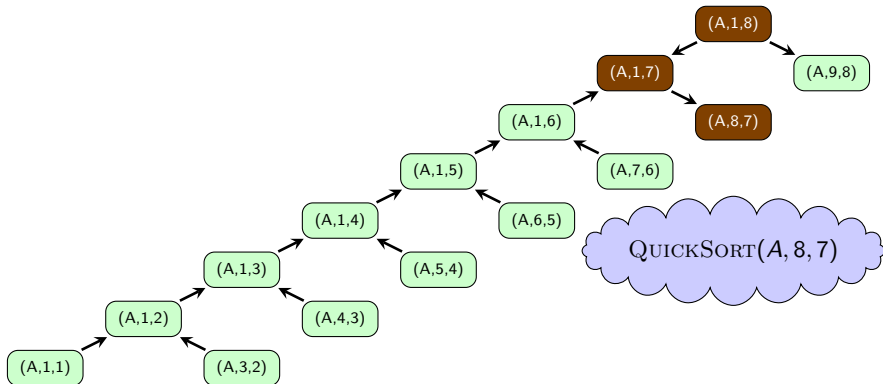 (A,1,8)
(A,1,7)
(A,9,8)
(A,1,6)
(A,8,7)
(A,1,5)
(A,7,6)
(A,1,4)
(A,6,5)
QUICKSORT(A, 8, 7)
(A,1,3)
(A,5,4)
(A,1,2)
(A,4,3)
(A,1,1)
(A,3,2)